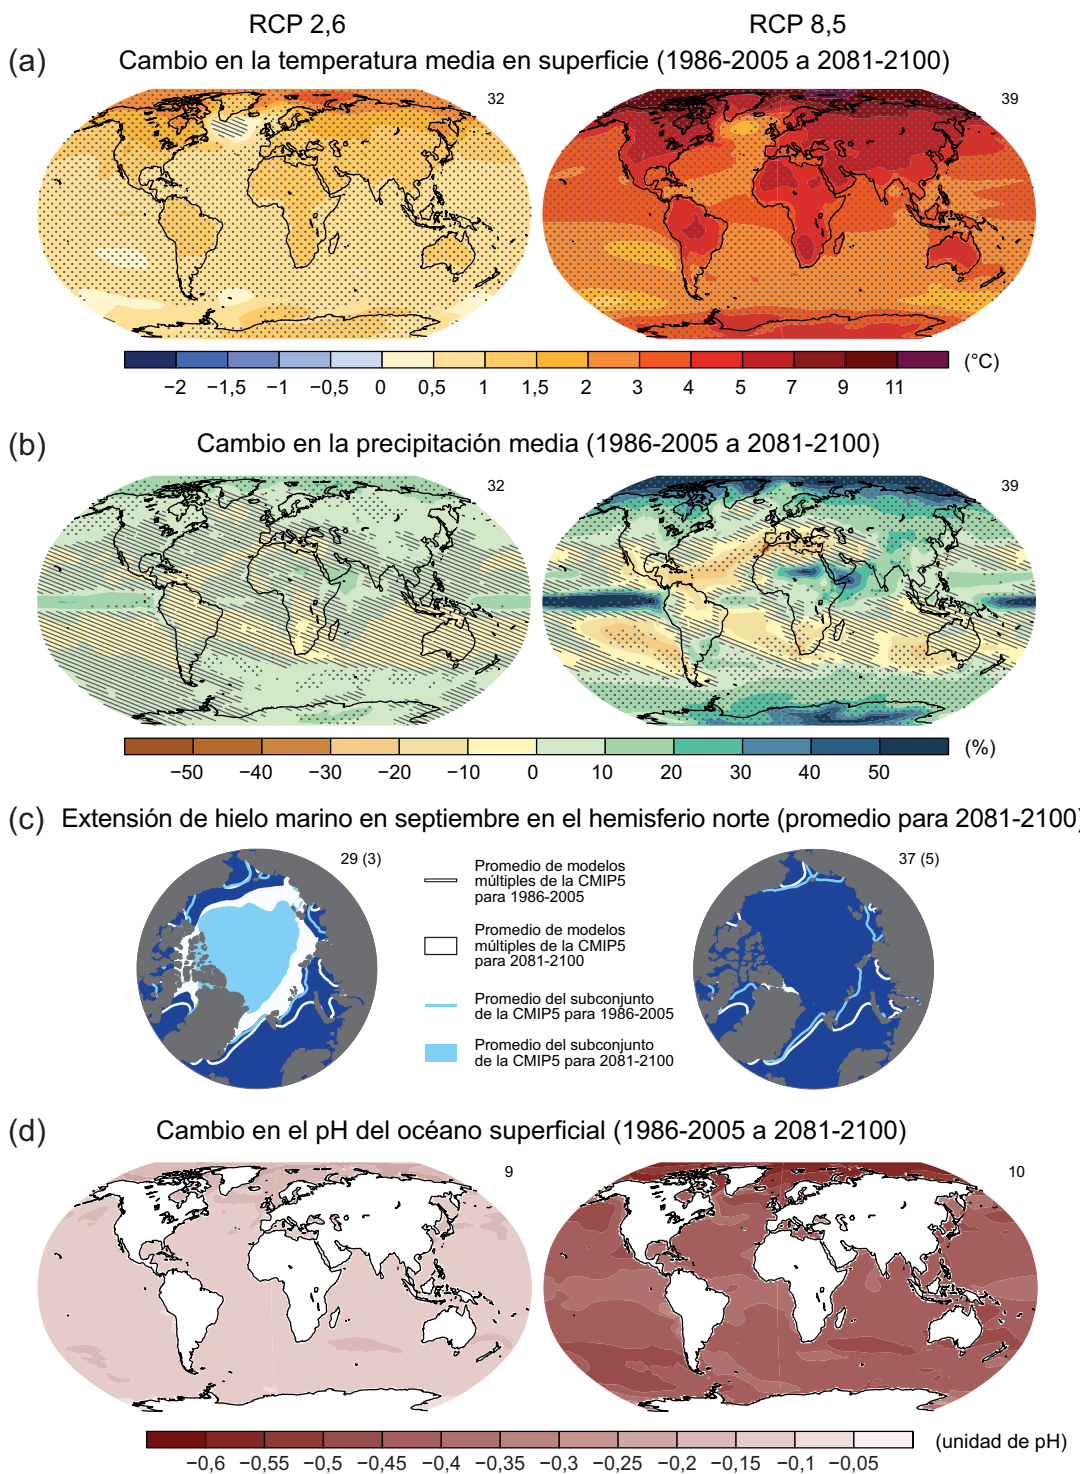 RCP 2,6
RCP 8,5
(a)
Cambio en la temperatura media en superficie (1986-2005 a 2081-2100)
32
39
−2 −1,5 −1 −0,5 0 0,5 1 1,5 2 3 4 5 7 9 11
(°C)
(b)
Cambio en la precipitación media (1986-2005 a 2081-2100)
32
39
−50 −40 −30 −20 −10 0 10 20 30 40 50
(%)
(c)
Extensión de hielo marino en septiembre en el hemisferio norte (promedio para 2081-2100)
29 (3)
37 (5)
Promedio de modelos
múltiples de la CMIP5
para 1986-2005
Promedio de modelos
múltiples de la CMIP5
para 2081-2100
Promedio del subconjunto
de la CMIP5 para 1986-2005
Promedio del subconjunto
de la CMIP5 para 2081-2100
(d)
Cambio en el pH del océano superficial (1986-2005 a 2081-2100)
9
10
−0,6 −0,55 −0,5 −0,45 −0,4 −0,35 −0,3 −0,25 −0,2 −0,15 −0,1 −0,05
(unidad de pH)